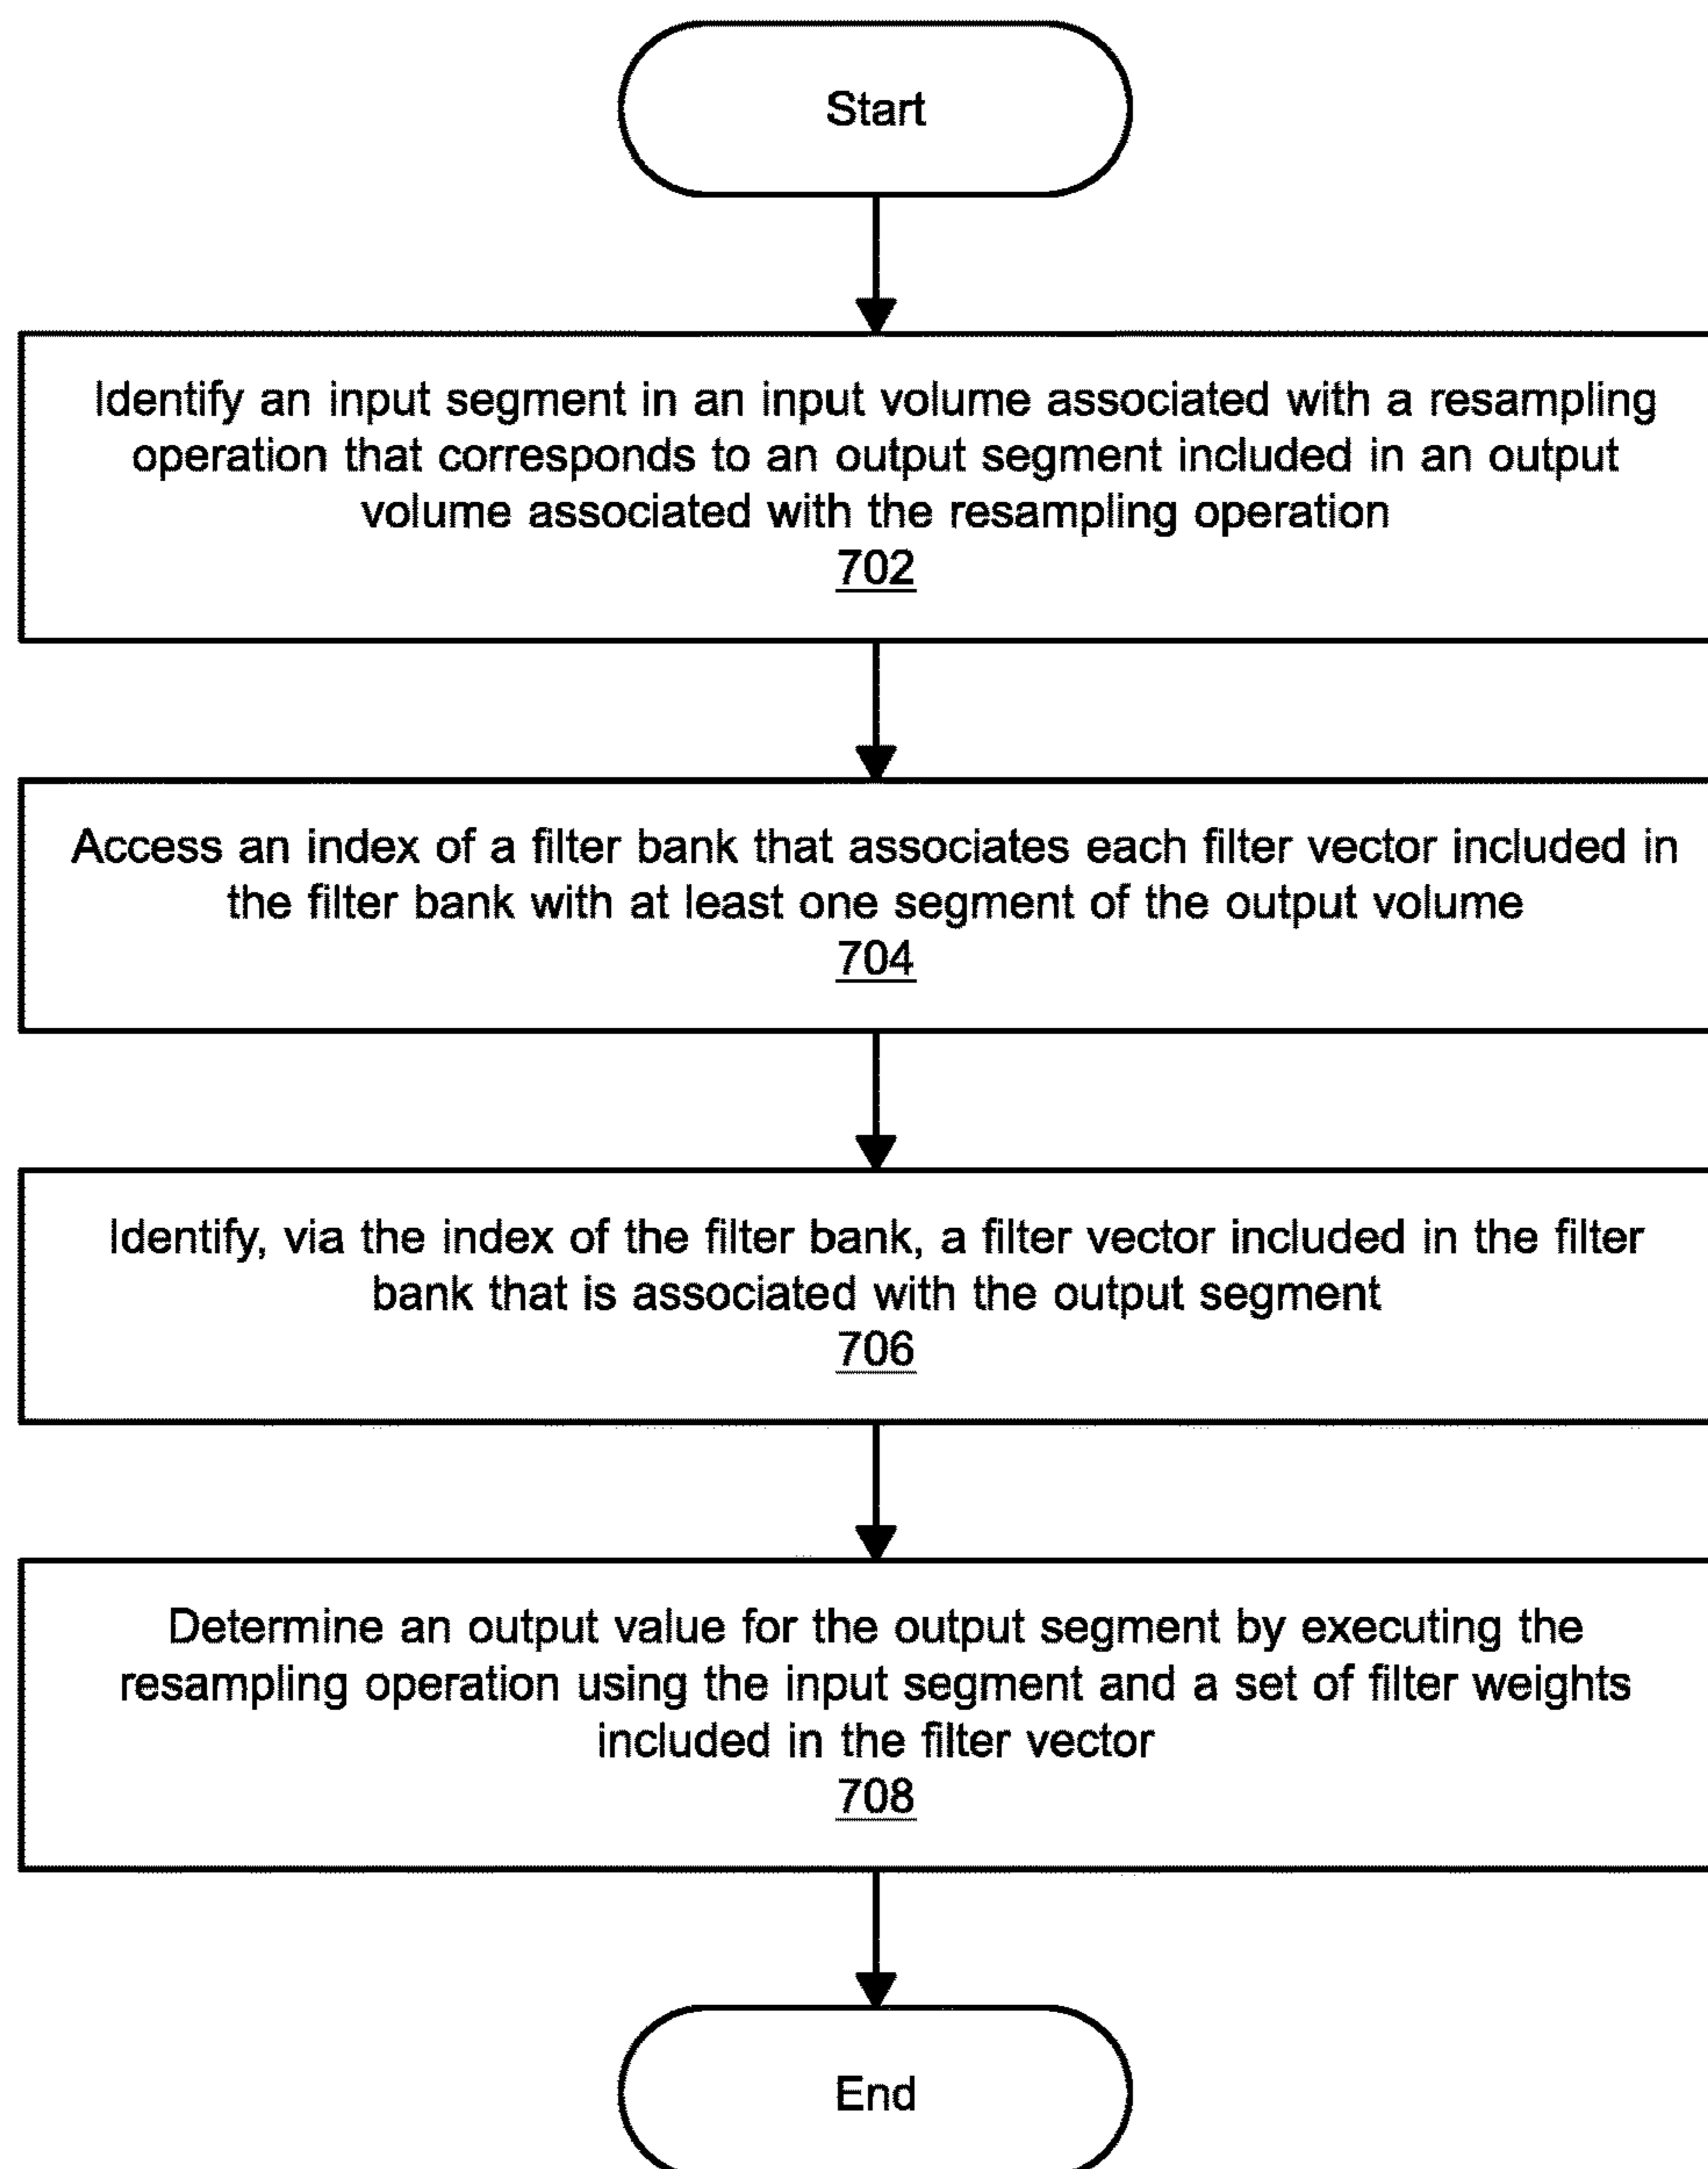 Start
Identify an input segment in an input volume associated with a resampling
operation that corresponds to an output segment included in an output
volume associated with the resampling operation
702
Access an index of a filter bank that associates each filter vector included in
the filter bank with at least one segment of the output volume
704
Identify, via the index of the filter bank, a filter vector included in the filter
bank that is associated with the output segment
706
Determine an output value for the output segment by executing the
resampling operation using the input segment and a set of filter weights
included in the filter vector
708
End